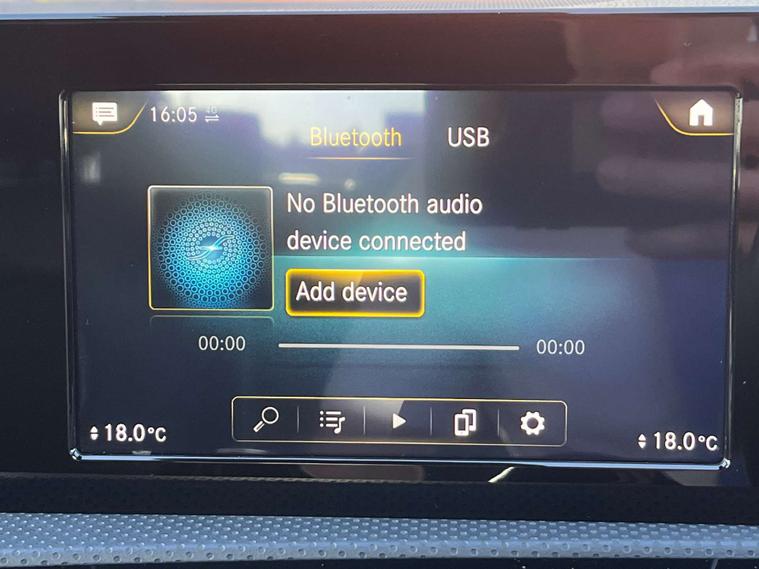 16:05 4G
Bluetooth USB
No Bluetooth audio
device connected
Add device
00:00 00:00
18.0°C 18.0°C